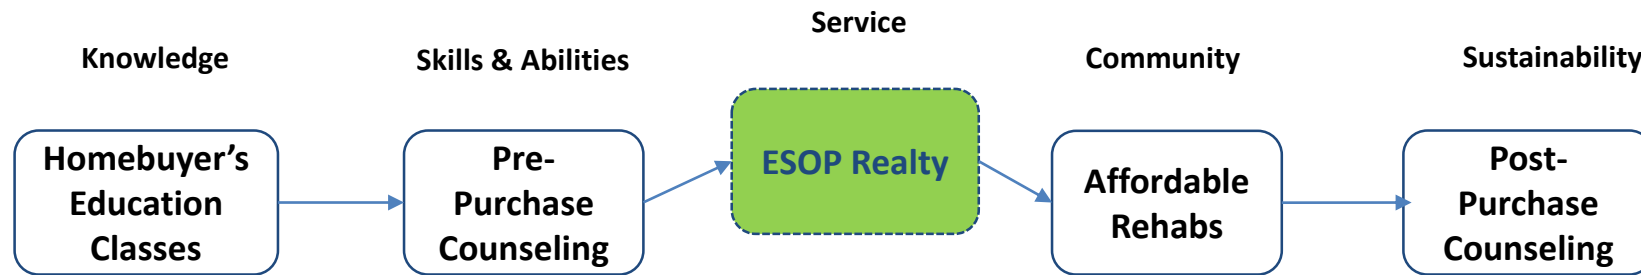 Service
Knowledge
Skills & Abilities
Community
Sustainability
Homebuyer’s
Education
Classes
Pre-
Purchase
Counseling
ESOP Realty
Affordable
Rehabs
Post-
Purchase
Counseling